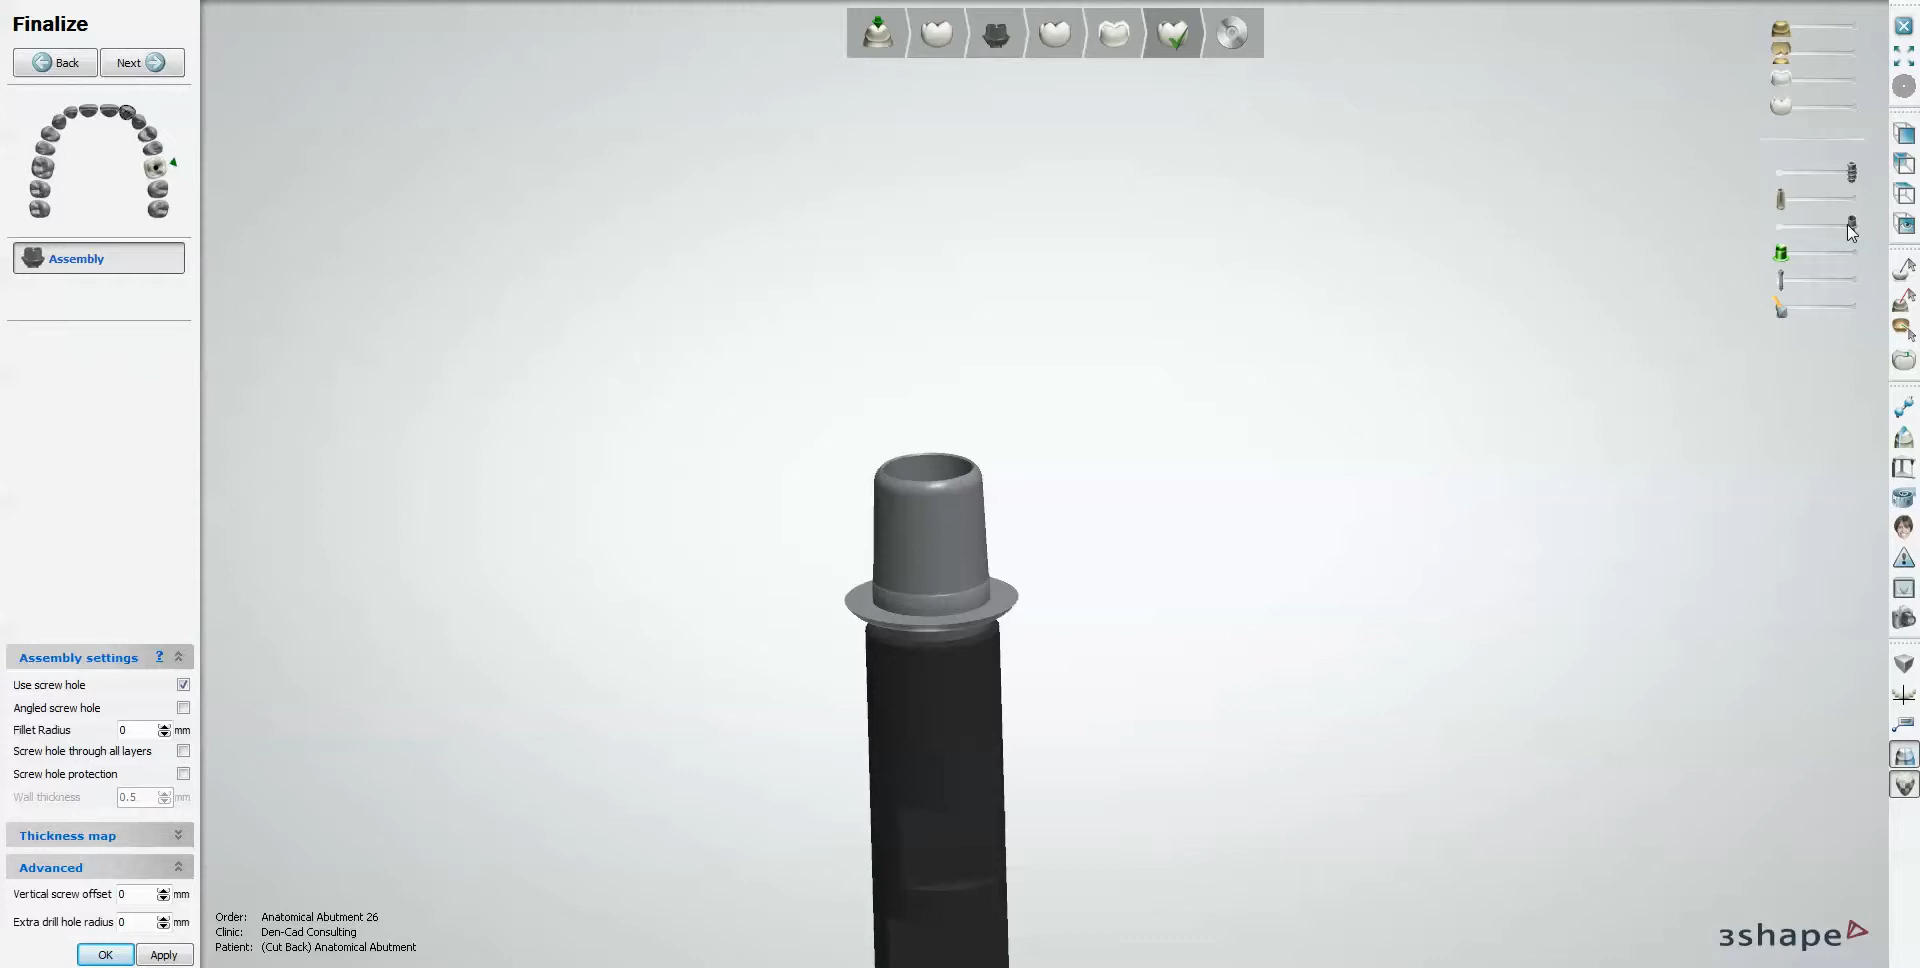 Finalize
Back
Next
Assembly
Assembly settings ?
Use screw hole
Angled screw hole
Fillet Radius 0 mm
Screw hole through all layers
Screw hole protection
Wall thickness 0.5 mm
Thickness map
Advanced
Vertical screw offset 0 mm
Extra drill hole radius 0 mm
OK Apply
Order: Anatomical Abutment 26
Clinic: Den-Cad Consulting
Patient: (Cut Back) Anatomical Abutment
3shape